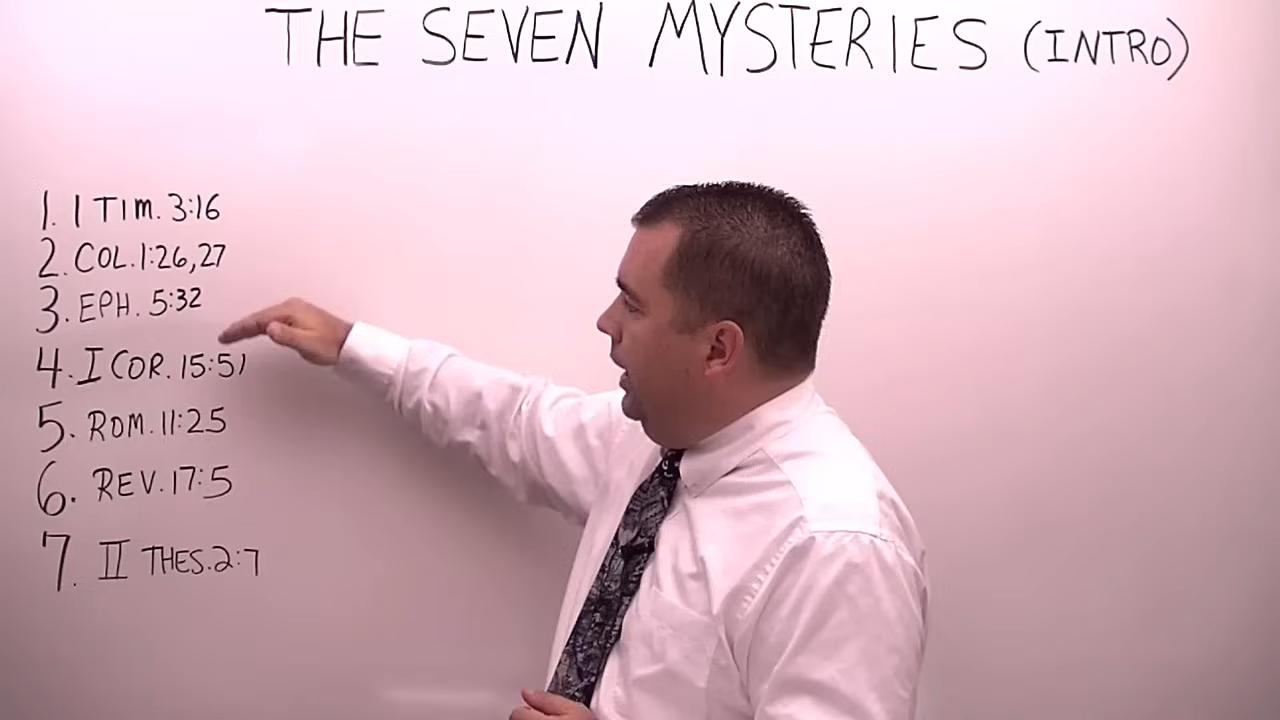 THE SEVEN MYSTERIES (INTRO)
1. 1 TIM. 3:16
2. COL. 1:26,27
3. EPH. 5:32
4. I COR. 15:51
5. ROM. 11:25
6. REV. 17:5
7. II THES. 2:7